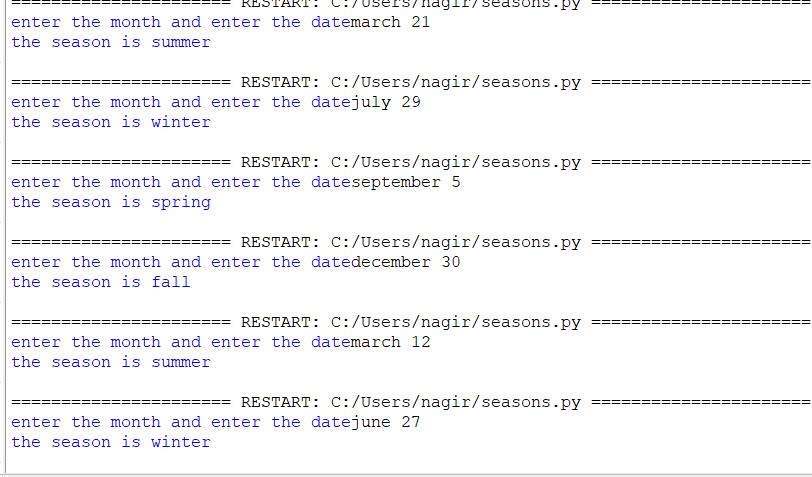 ====================== RESTART: C:/Users/nagir/seasons.py ======================
enter the month and enter the datemarch 21
the season is summer
====================== RESTART: C:/Users/nagir/seasons.py ======================
enter the month and enter the datejuly 29
the season is winter
====================== RESTART: C:/Users/nagir/seasons.py ======================
enter the month and enter the dateseptember 5
the season is spring
====================== RESTART: C:/Users/nagir/seasons.py ======================
enter the month and enter the datedecember 30
the season is fall
====================== RESTART: C:/Users/nagir/seasons.py ======================
enter the month and enter the datemarch 12
the season is summer
====================== RESTART: C:/Users/nagir/seasons.py ======================
enter the month and enter the datejune 27
the season is winter